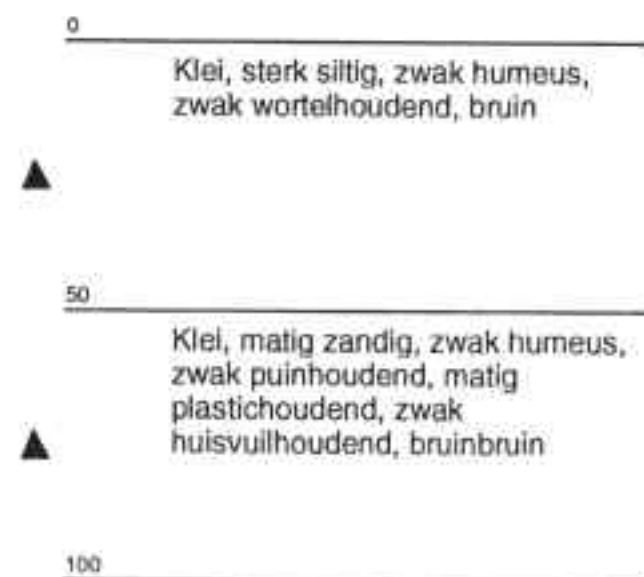 0
Klei, sterk siltig, zwak humeus,
zwak wortelhoudend, bruin
50
Klei, matig zandig, zwak humeus,
zwak puinhoudend, matig
plastichoudend, zwak
huisvuilhoudend, bruinbruin
100